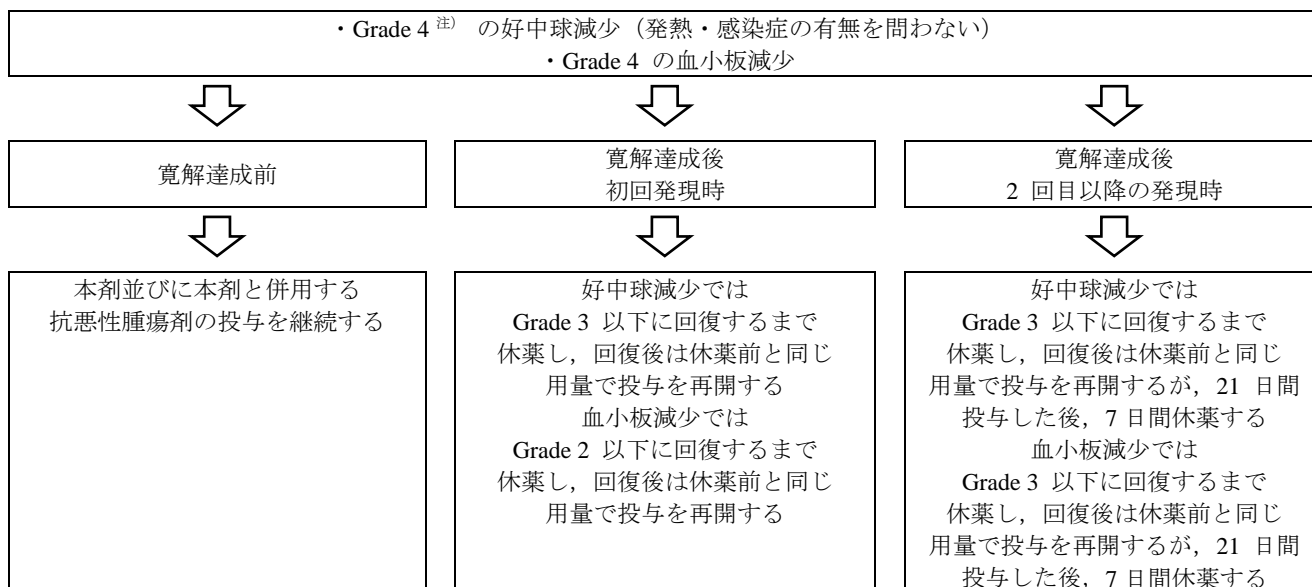 ・Grade 4 注) の好中球減少（発熱・感染症の有無を問わない）
・Grade 4 の血小板減少
寛解達成前
本剤並びに本剤と併用する
抗悪性腫瘍剤の投与を継続する
寛解達成後
初回発現時
好中球減少では
Grade 3 以下に回復するまで
休薬し，回復後は休薬前と同じ
用量で投与を再開する
血小板減少では
Grade 2 以下に回復するまで
休薬し，回復後は休薬前と同じ
用量で投与を再開する
寛解達成後
2 回目以降の発現時
好中球減少では
Grade 3 以下に回復するまで
休薬し，回復後は休薬前と同じ
用量で投与を再開するが，21 日間
投与した後，7 日間休薬する
血小板減少では
Grade 3 以下に回復するまで
休薬し，回復後は休薬前と同じ
用量で投与を再開するが，21 日間
投与した後，7 日間休薬する